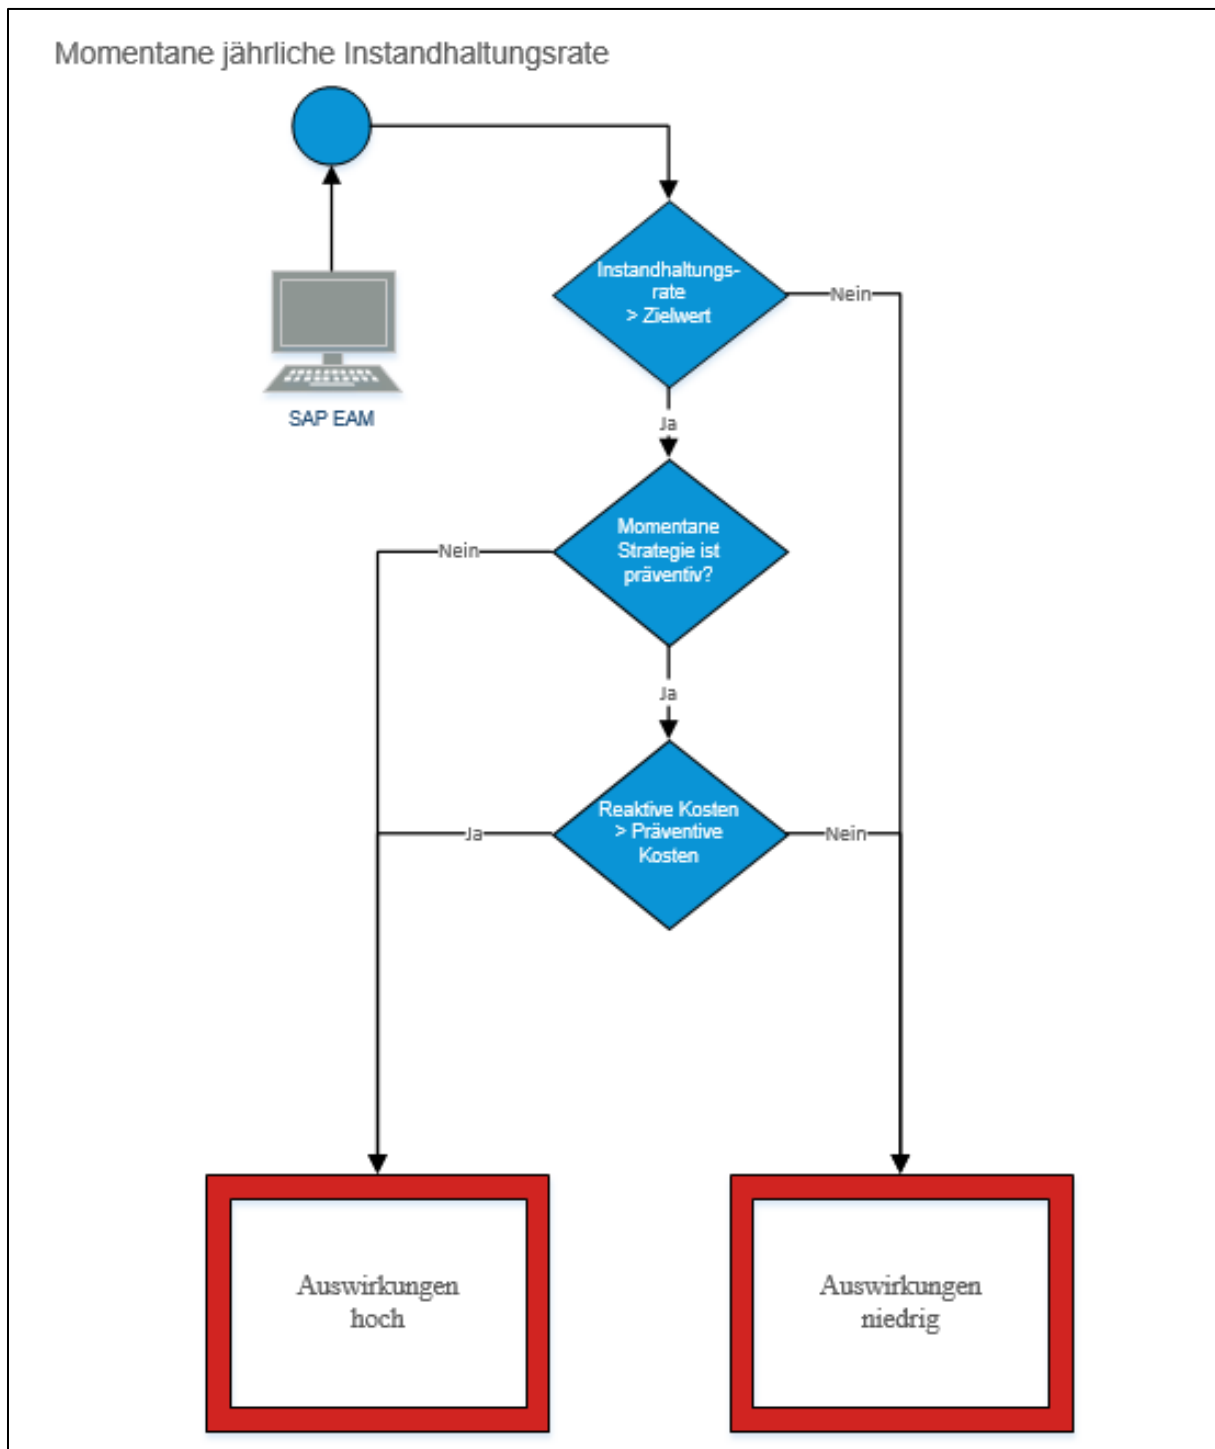 Momentane jährliche Instandhaltungsrate
Instandhaltungs-
rate
> Zielwert
Nein
SAP EAM
Ja
Momentane
Strategie ist
präventiv?
Nein
Ja
Reaktive Kosten
> Präventive
Kosten
Ja
Nein
Auswirkungen
hoch
Auswirkungen
niedrig